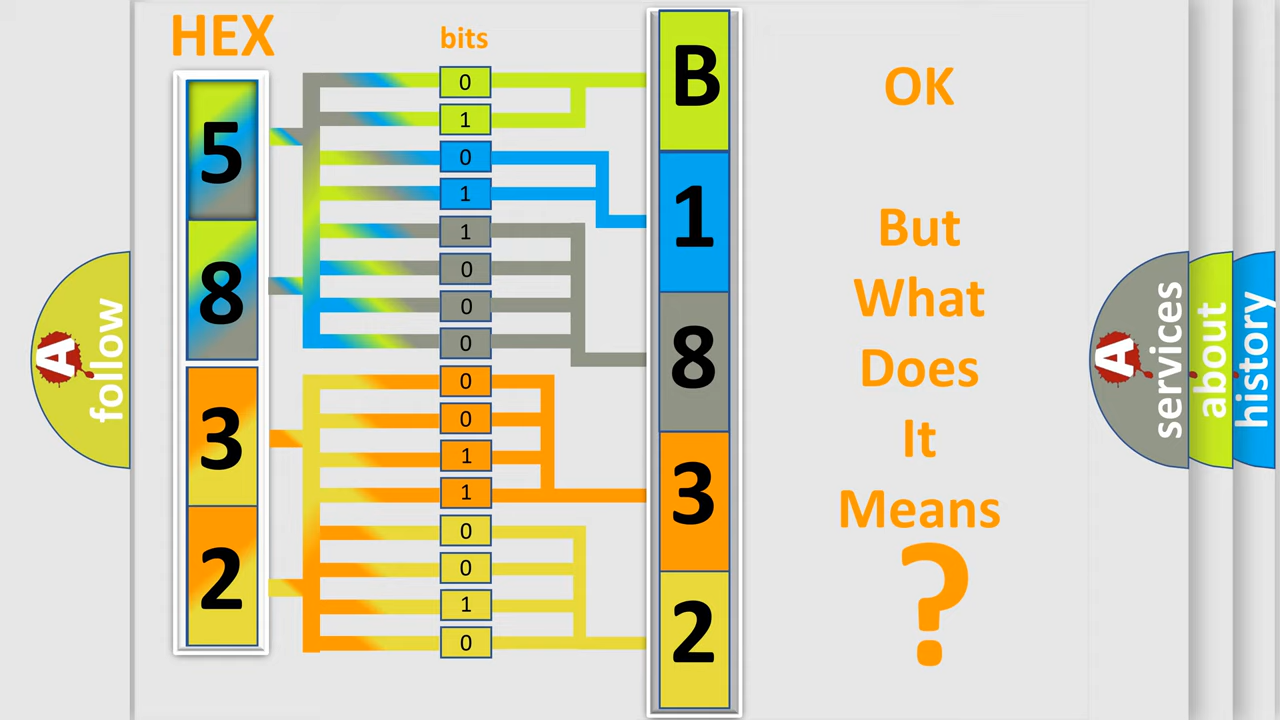 HEX
bits
5
8
3
2
0
1
0
1
1
0
0
0
0
0
1
1
0
0
1
0
B
1
8
3
2
OK
But
What
Does
It
Means
?
A
follow
A
services
about
history